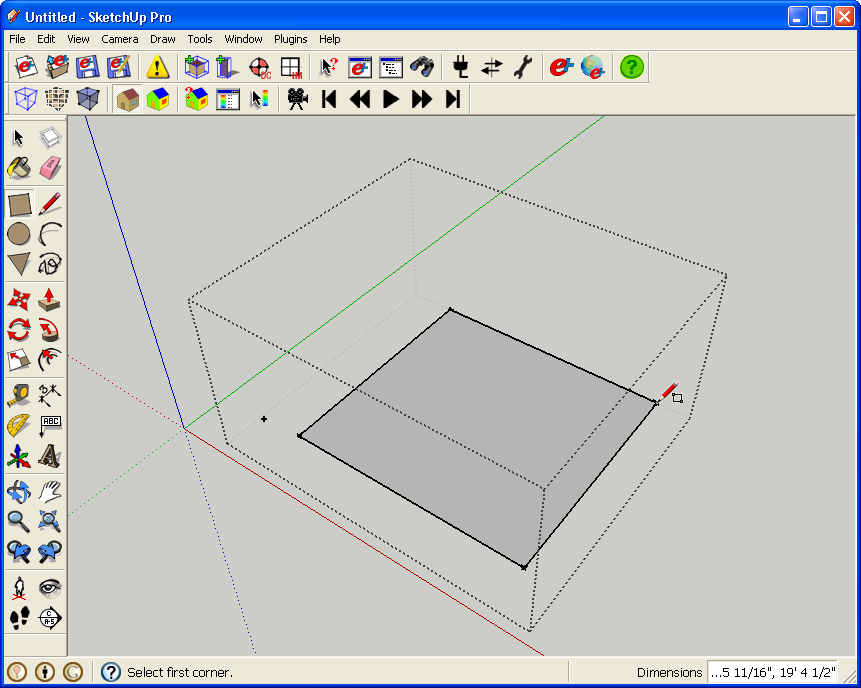 Untitled - SketchUp Pro
File Edit View Camera Draw Tools Window Plugins Help
ABC
Select first corner.
Dimensions ...5 11/16", 19' 4 1/2"